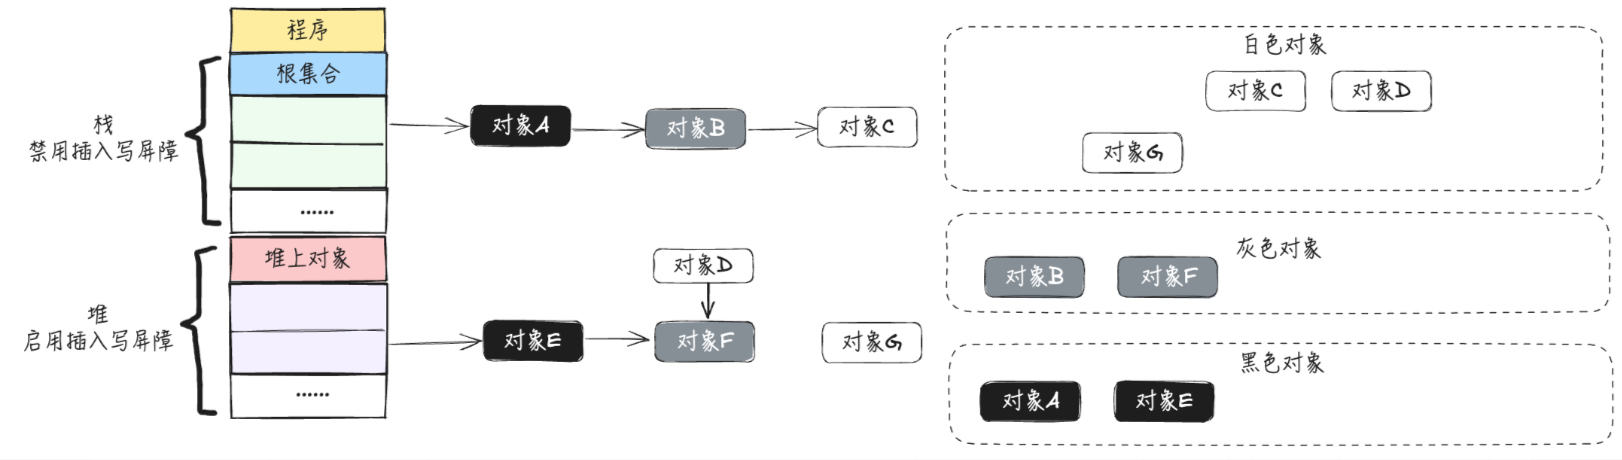 程序
根集合
栈
禁用插入写屏障
......
对象A
对象B
对象C
堆上对象
堆
启用插入写屏障
......
对象D
对象E
对象F
对象G
白色对象
对象C
对象D
对象G
灰色对象
对象B
对象F
黑色对象
对象A
对象E